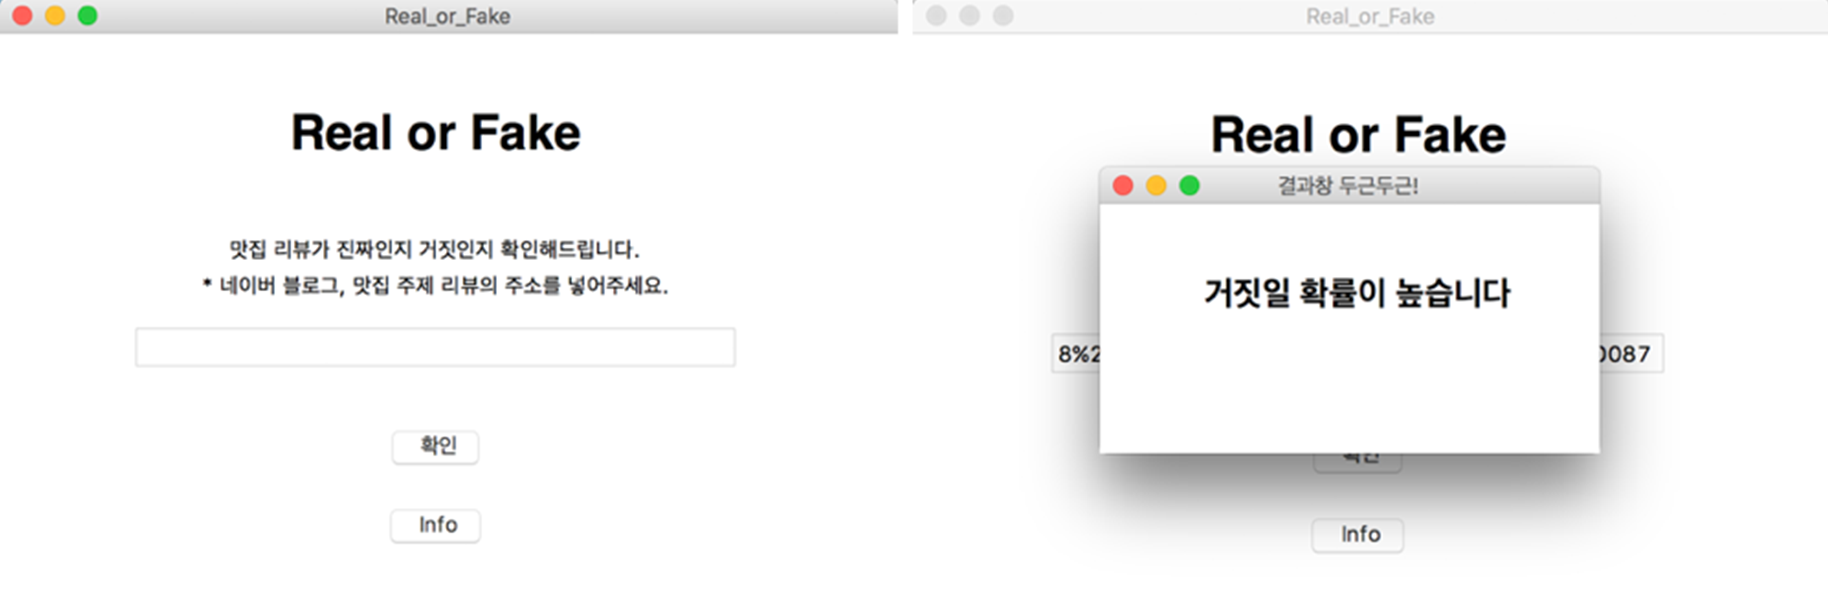 Real_or_Fake
Real or Fake
맛집 리뷰가 진짜인지 거짓인지 확인해드립니다.
* 네이버 블로그, 맛집 주제 리뷰의 주소를 넣어주세요.
확인
Info
Real_or_Fake
Real or Fake
결과창 두근두근!
거짓일 확률이 높습니다
8%2
0087
확인
Info